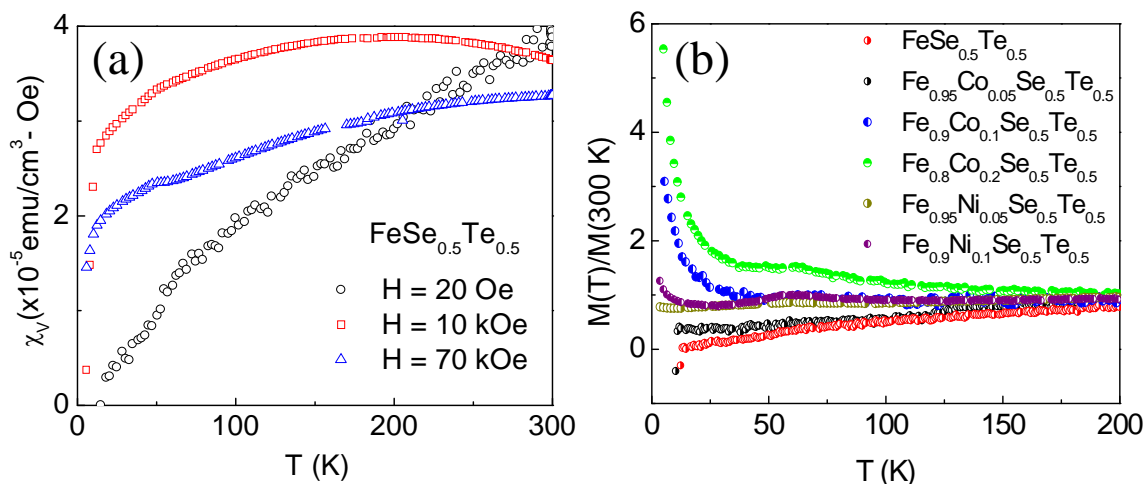 (a)
4
2
0
0
100
200
300
χV (x10-5emu/cm3 - Oe)
T (K)
FeSe0.5Te0.5
H = 20 Oe
H = 10 kOe
H = 70 kOe
(b)
6
4
2
0
0
50
100
150
200
M(T)/M(300 K)
T (K)
FeSe0.5Te0.5
Fe0.95Co0.05Se0.5Te0.5
Fe0.9Co0.1Se0.5Te0.5
Fe0.8Co0.2Se0.5Te0.5
Fe0.95Ni0.05Se0.5Te0.5
Fe0.9Ni0.1Se0.5Te0.5